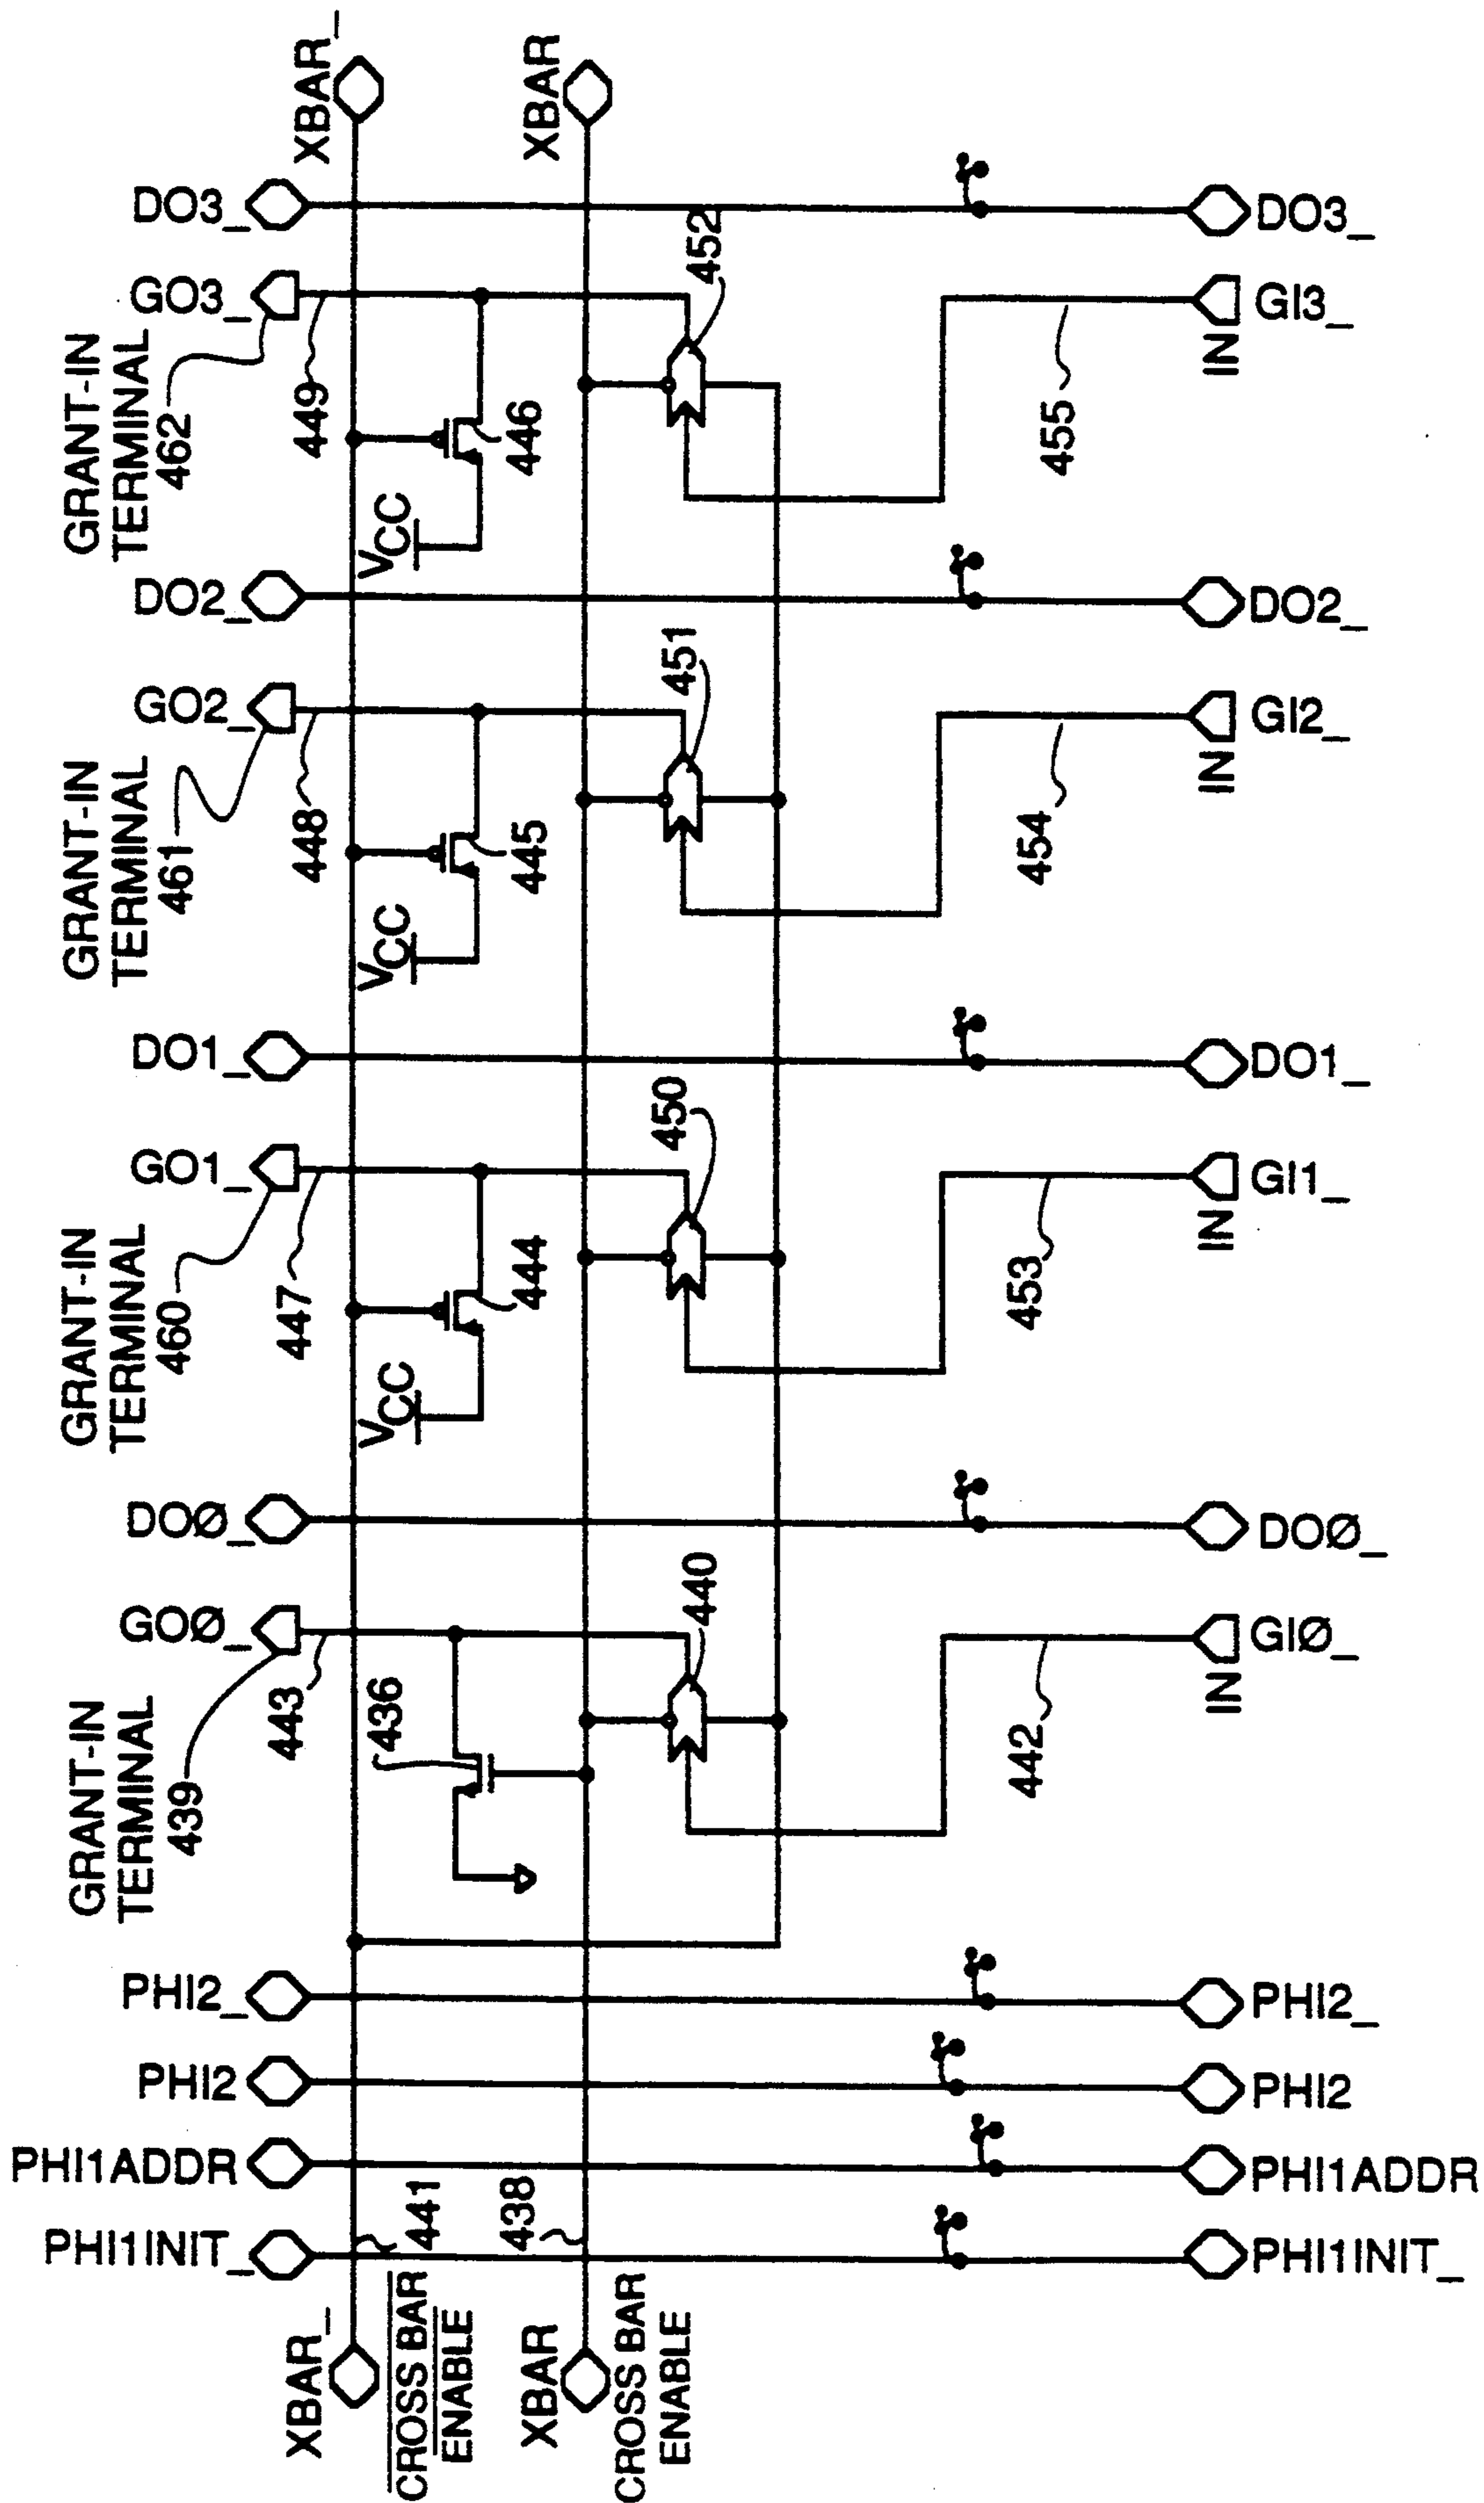 XBAR_
XBAR
DO3_
DO3_
GO3_
GI3_
IN
GRANT-IN
TERMINAL
462
449
446
452
455
VCC
DO2_
DO2_
GO2_
GI2_
IN
GRANT-IN
TERMINAL
461
448
445
451
454
VCC
DO1_
DO1_
GO1_
GI1_
IN
GRANT-IN
TERMINAL
460
447
444
450
453
VCC
DOØ_
DOØ_
GOØ_
GIØ_
IN
GRANT-IN
TERMINAL
439
443
436
440
442
PHI2_
PHI2_
PHI2
PHI2
PHI1ADDR
PHI1ADDR
PHI1INIT_
PHI1INIT_
441
438
XBAR_
CROSS BAR
ENABLE
XBAR
CROSS BAR
ENABLE